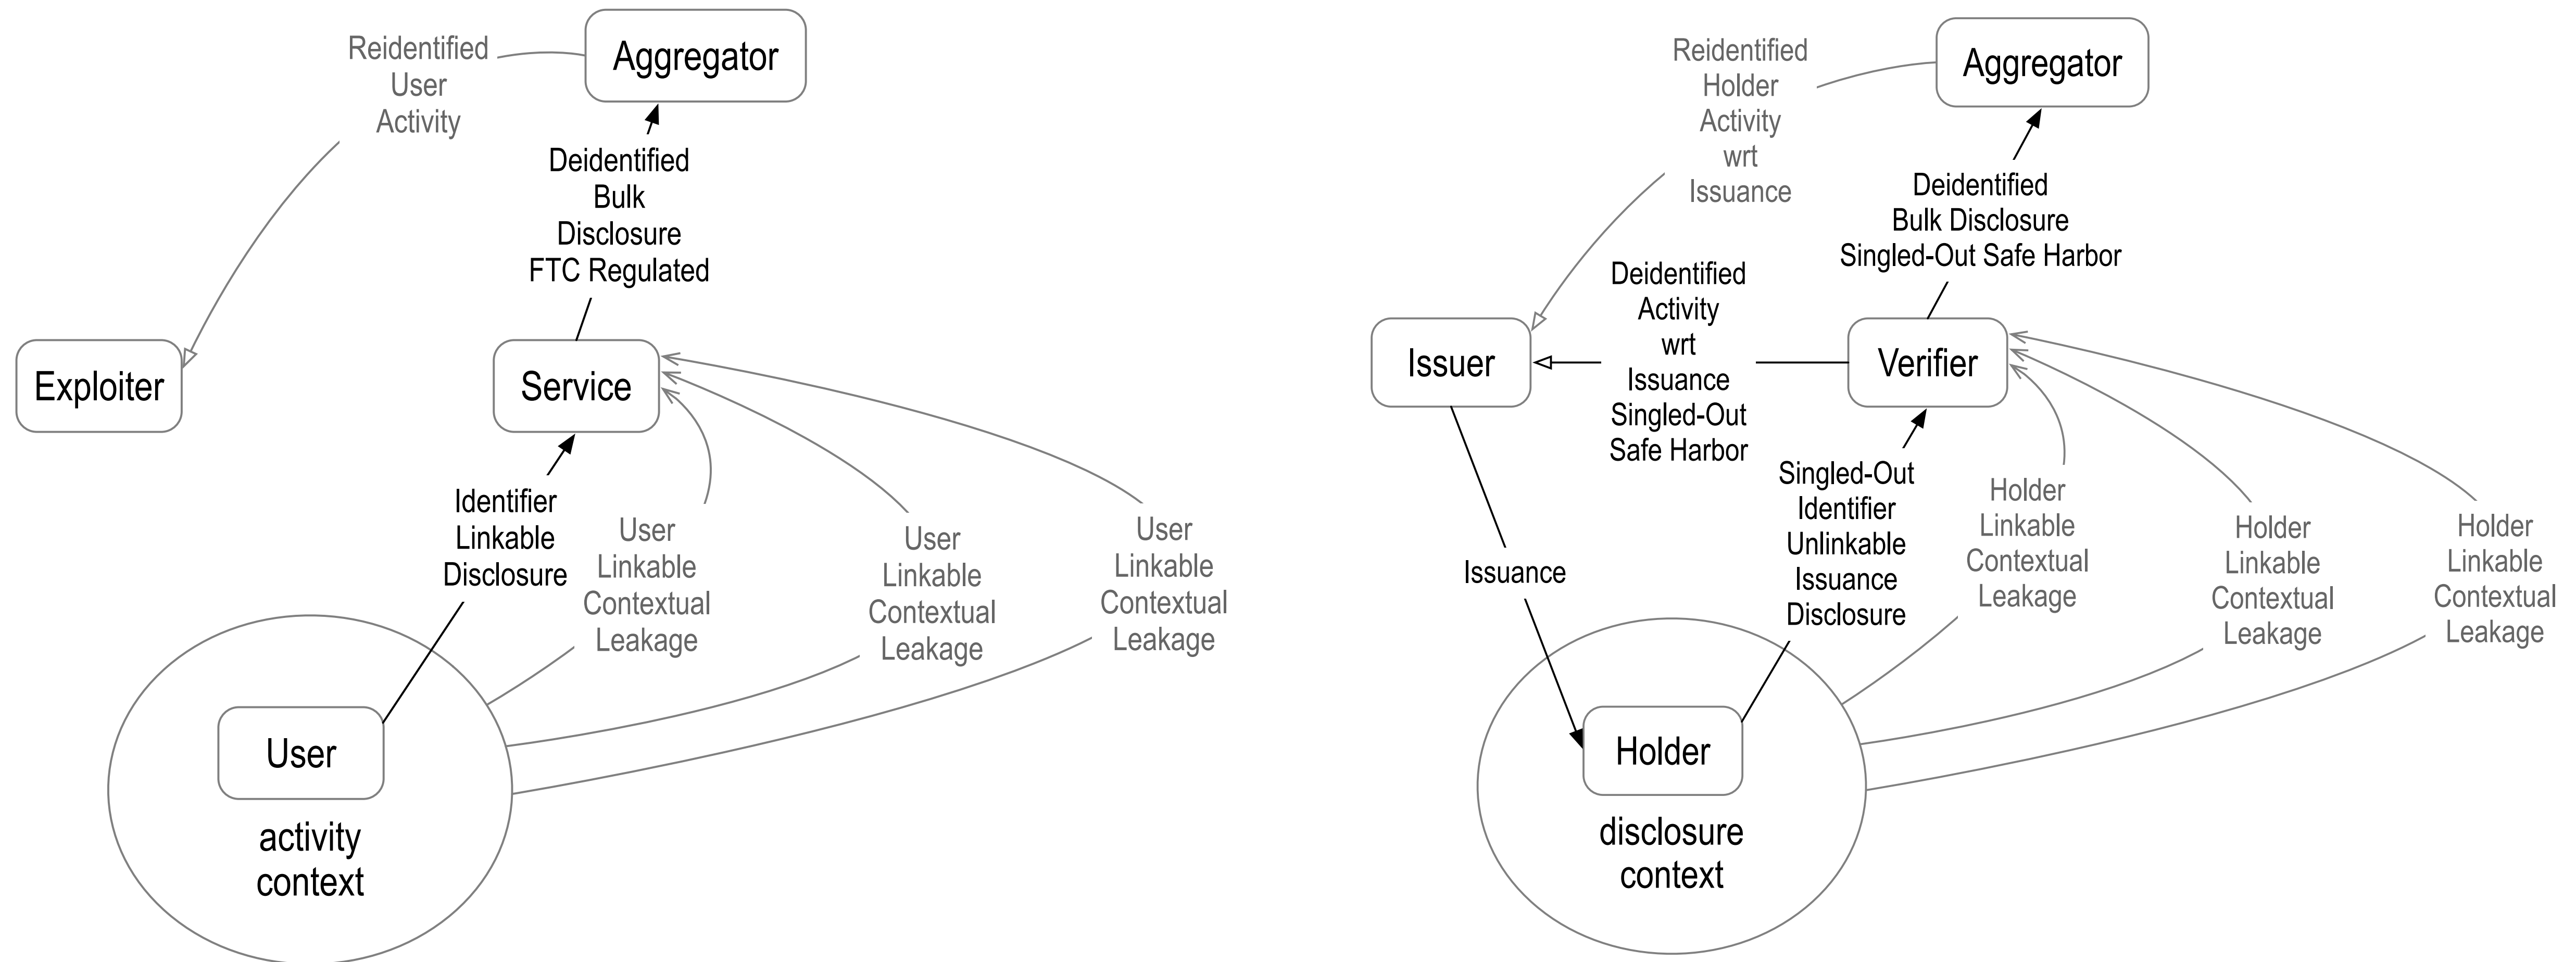 Reidentified
User
Activity
Aggregator
Deidentified
Bulk
Disclosure
FTC Regulated
Exploiter
Service
Identifier
Linkable
Disclosure
User
Linkable
Contextual
Leakage
User
Linkable
Contextual
Leakage
User
Linkable
Contextual
Leakage
User
activity
context
Reidentified
Holder
Activity
wrt
Issuance
Aggregator
Deidentified
Bulk Disclosure
Singled-Out Safe Harbor
Issuer
Deidentified
Activity
wrt
Issuance
Singled-Out
Safe Harbor
Verifier
Issuance
Singled-Out
Identifier
Unlinkable
Issuance
Disclosure
Holder
Linkable
Contextual
Leakage
Holder
Linkable
Contextual
Leakage
Holder
Linkable
Contextual
Leakage
Holder
disclosure
context